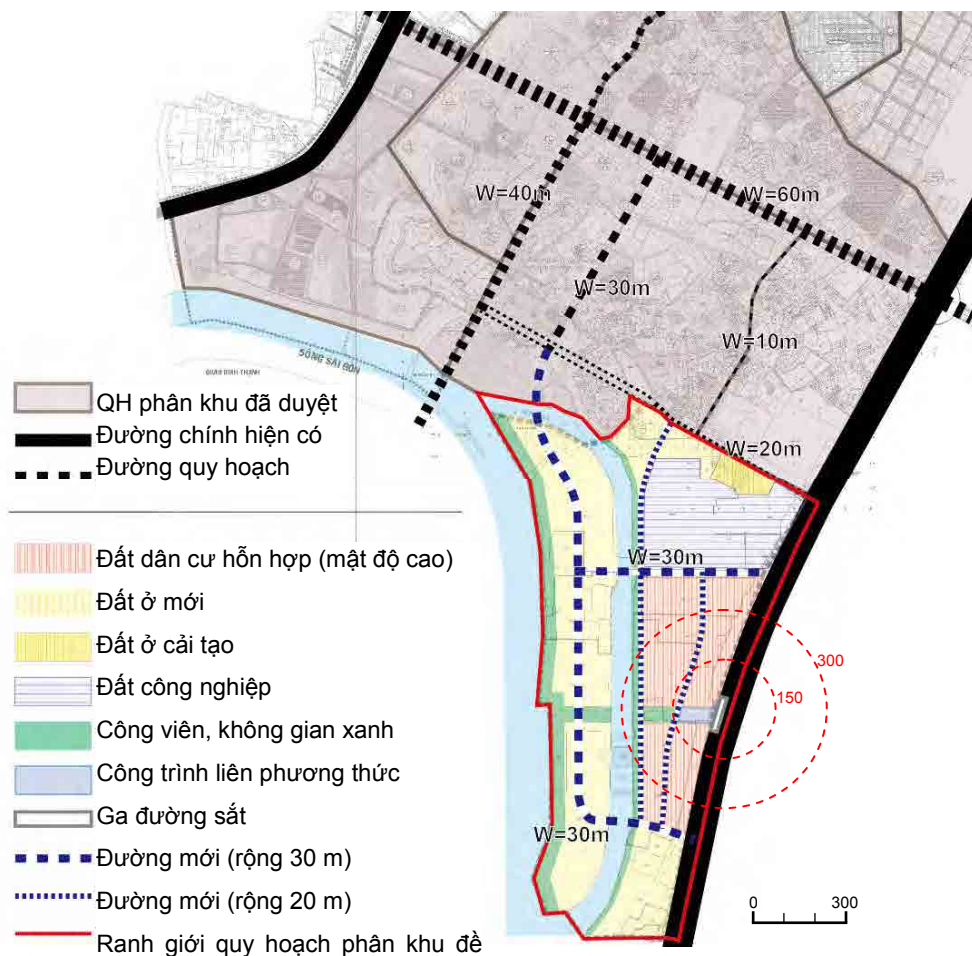 W=40m
W=60m
W=30m
W=10m
SÔNG SÀI GÒN
W=20m
W=30m
300
150
W=30m
0 300
QH phân khu đã duyệt
Đường chính hiện có
Đường quy hoạch
Đất dân cư hỗn hợp (mật độ cao)
Đất ở mới
Đất ở cải tạo
Đất công nghiệp
Công viên, không gian xanh
Công trình liên phương thức
Ga đường sắt
Đường mới (rộng 30 m)
Đường mới (rộng 20 m)
Ranh giới quy hoạch phân khu đề